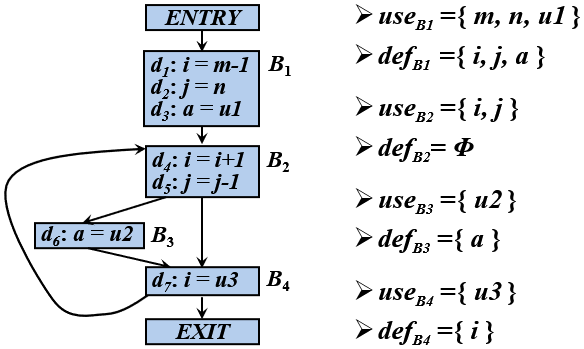 ENTRY
d1: i = m-1
d2: j = n
d3: a = u1
B1
d4: i = i+1
d5: j = j-1
B2
d6: a = u2
B3
d7: i = u3
B4
EXIT
➢ useB1 ={ m, n, u1 }
➢ defB1 ={ i, j, a }
➢ useB2 ={ i, j }
➢ defB2= Φ
➢ useB3 ={ u2 }
➢ defB3 ={ a }
➢ useB4 ={ u3 }
➢ defB4 ={ i }